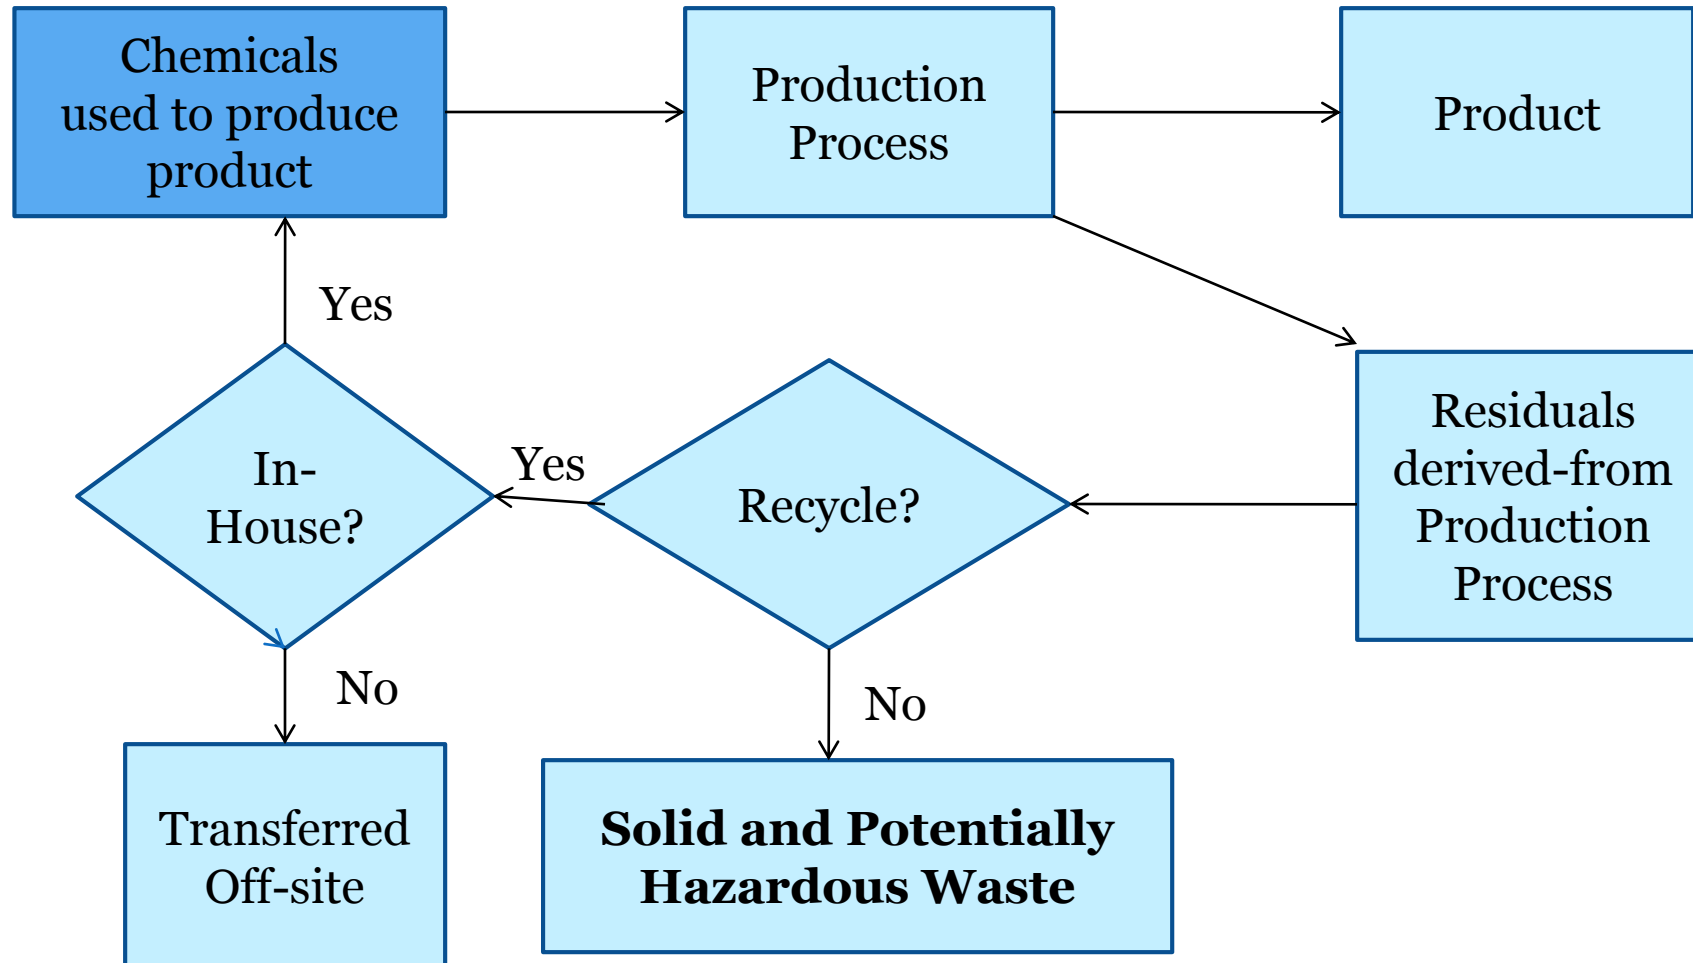 Chemicals
used to produce
product
Production
Process
Product
Yes
In-
House?
Yes
Recycle?
Residuals
derived-from
Production
Process
No
No
Transferred
Off-site
Solid and Potentially
Hazardous Waste